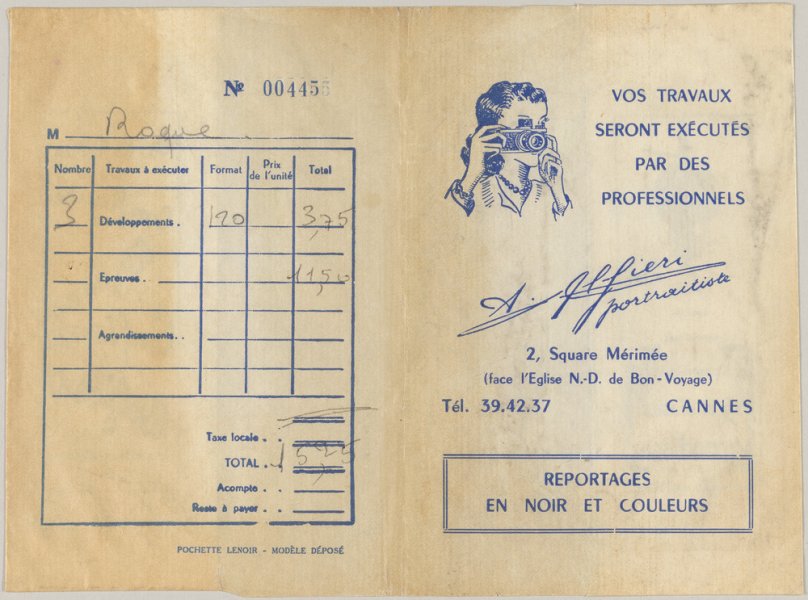 Nº 004455
M Roque
Nombre Travaux à exécuter Format Prix de l'unité Total
3 Développements. 120 3,75
Epreuves. 11,50
Agrandissements..
Taxe locale..
TOTAL.. 15,25
Acompte..
Reste à payer..
POCHETTE LENOIR - MODÈLE DÉPOSÉ
VOS TRAVAUX
SERONT EXÉCUTÉS
PAR DES
PROFESSIONNELS
A. Alfieri
portraitiste
2, Square Mérimée
(face l'Eglise N.-D. de Bon-Voyage)
Tél. 39.42.37 CANNES
REPORTAGES
EN NOIR ET COULEURS